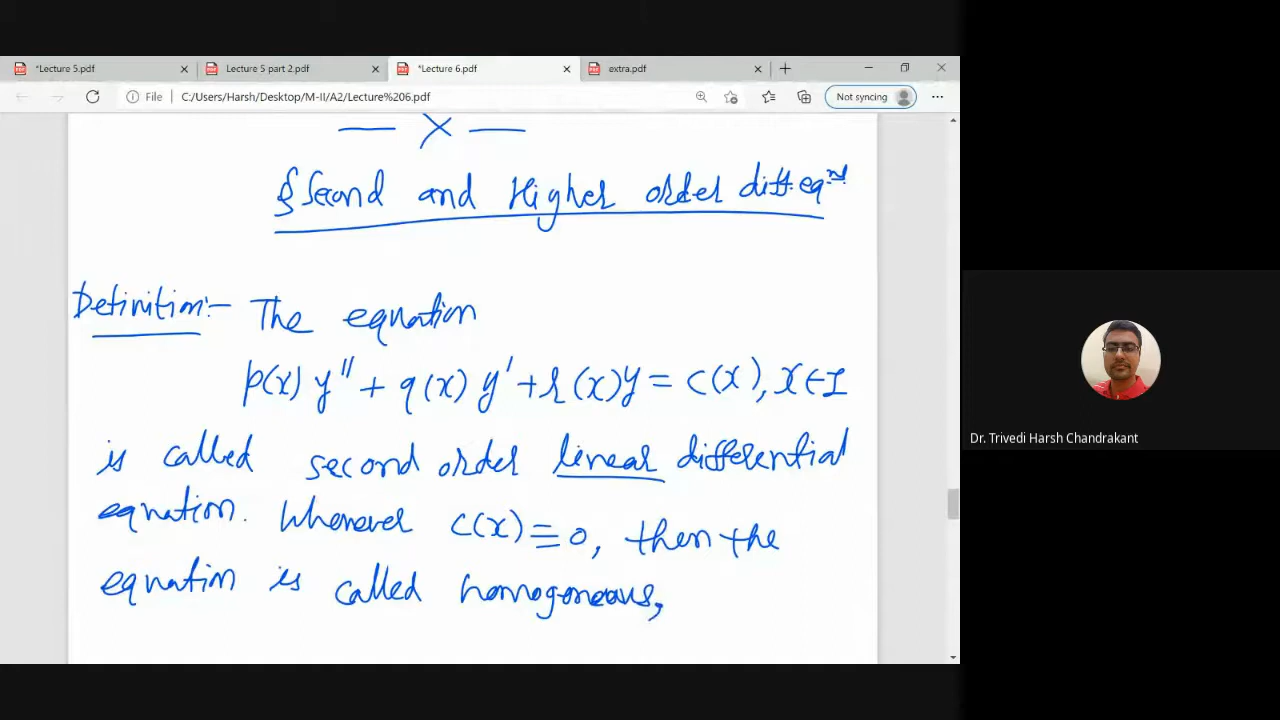 *Lecture 5.pdf
Lecture 5 part 2.pdf
*Lecture 6.pdf
extra.pdf
File
C:/Users/Harsh/Desktop/M-II/A2/Lecture%206.pdf
Not syncing
— X —
§ Second and Higher order diff. eqns.
Definition:- The equation
p(x) y'' + q(x) y' + r(x)y = c(x), x∈I
is called second order linear differential
equation. Whenever c(x)≡0, then the
equation is called homogoneous,
Dr. Trivedi Harsh Chandrakant